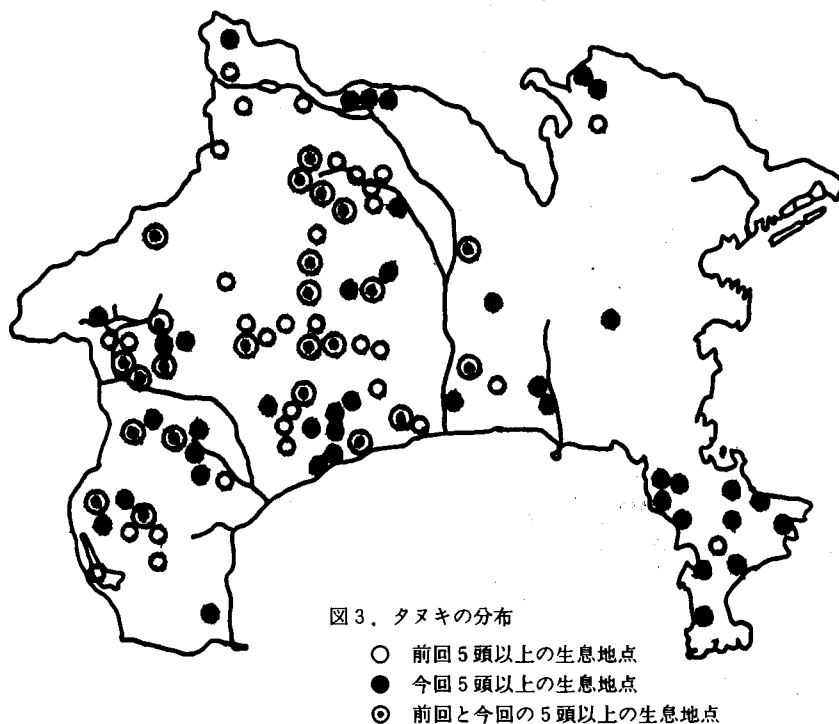 図3. タヌキの分布
○ 前回5頭以上の生息地点
● 今回5頭以上の生息地点
◉ 前回と今回の5頭以上の生息地点